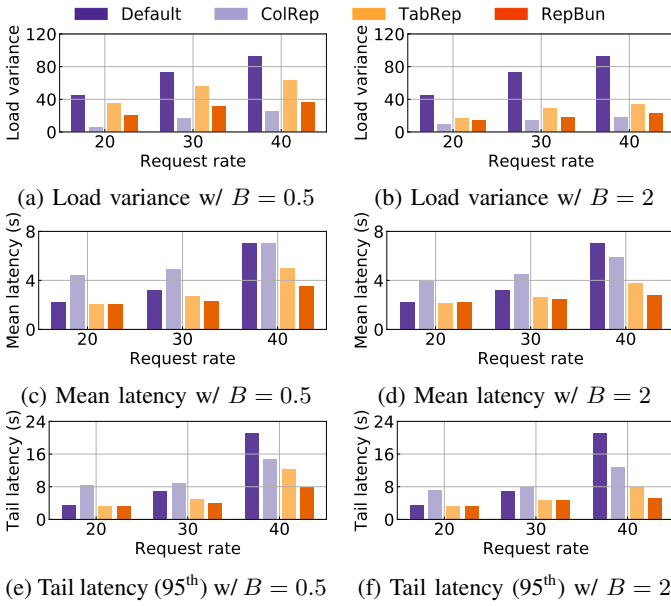 Default ColRep TabRep RepBun
Load variance
120
80
40
0
20 30 40
Request rate
(a) Load variance w/ B = 0.5
Load variance
120
80
40
0
20 30 40
Request rate
(b) Load variance w/ B = 2
Mean latency (s)
8
4
0
20 30 40
Request rate
(c) Mean latency w/ B = 0.5
Mean latency (s)
8
4
0
20 30 40
Request rate
(d) Mean latency w/ B = 2
Tail latency (s)
24
16
8
0
20 30 40
(e) Tail latency (95th) w/ B = 0.5
Tail latency (s)
24
16
8
0
20 30 40
(f) Tail latency (95th) w/ B = 2